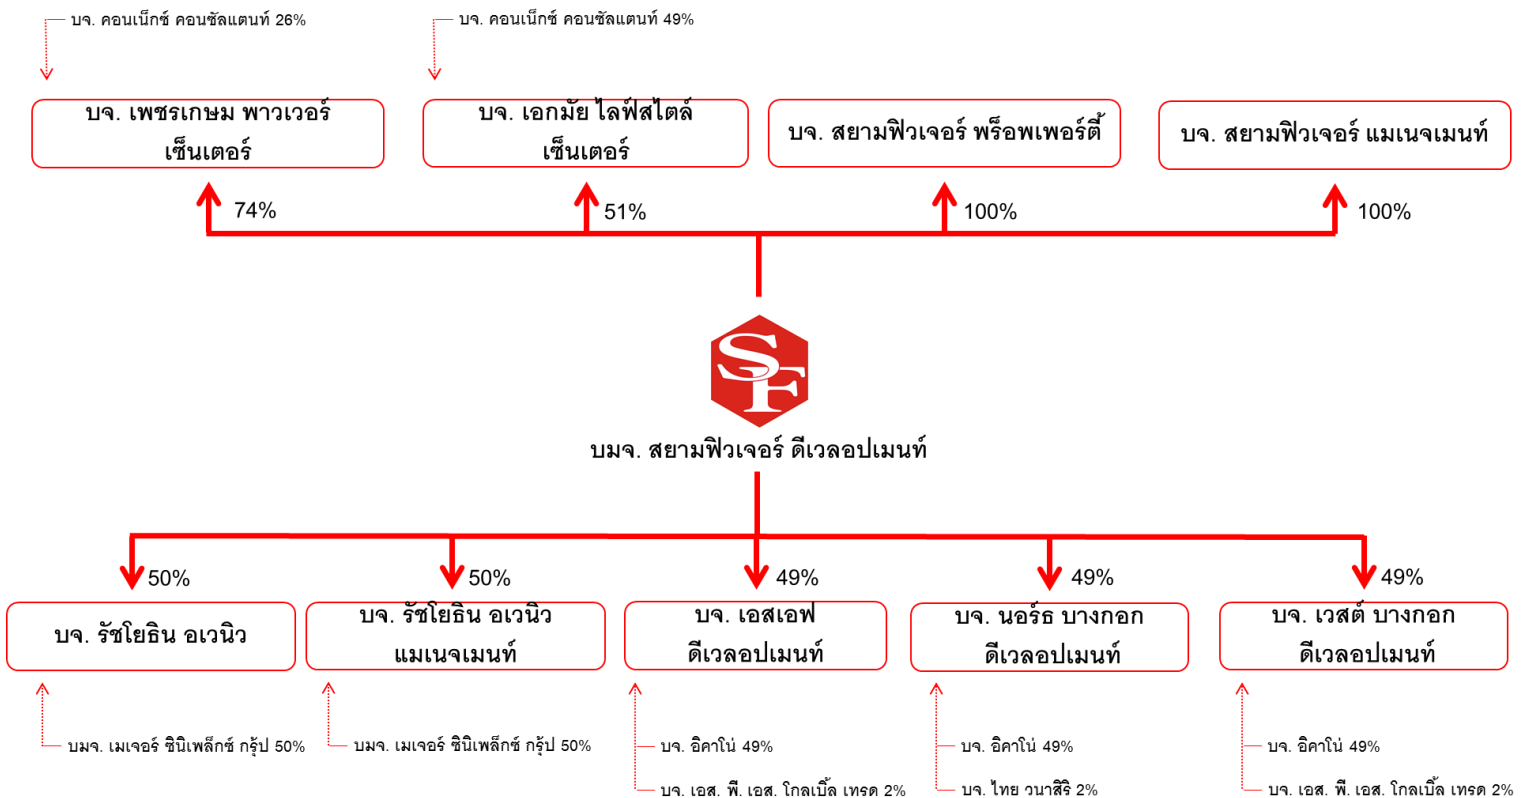 บจ. คอนเน็กซ์ คอนซัลแตนท์ 26%
บจ. คอนเน็กซ์ คอนซัลแตนท์ 49%
บจ. เพชรเกษม พาวเวอร์
เซ็นเตอร์
บจ. เอกมัย ไลฟ์สไตล์
เซ็นเตอร์
บจ. สยามฟิวเจอร์ พร็อพเพอร์ตี้
บจ. สยามฟิวเจอร์ แมเนจเมนท์
74%
51%
100%
100%
SF
บมจ. สยามฟิวเจอร์ ดีเวลอปเมนท์
50%
50%
49%
49%
49%
บจ. รัชโยธิน อเวนิว
บจ. รัชโยธิน อเวนิว
แมเนจเมนท์
บจ. เอสเอฟ
ดีเวลอปเมนท์
บจ. นอร์ธ บางกอก
ดีเวลอปเมนท์
บจ. เวสต์ บางกอก
ดีเวลอปเมนท์
บมจ. เมเจอร์ ซินิเพล็กซ์ กรุ้ป 50%
บมจ. เมเจอร์ ซินิเพล็กซ์ กรุ้ป 50%
บจ. อิคาโน่ 49%
บจ. เอส. พี. เอส. โกลเบิ้ล เทรด 2%
บจ. อิคาโน่ 49%
บจ. ไทย วนาสิริ 2%
บจ. อิคาโน่ 49%
บจ. เอส. พี. เอส. โกลเบิ้ล เทรด 2%